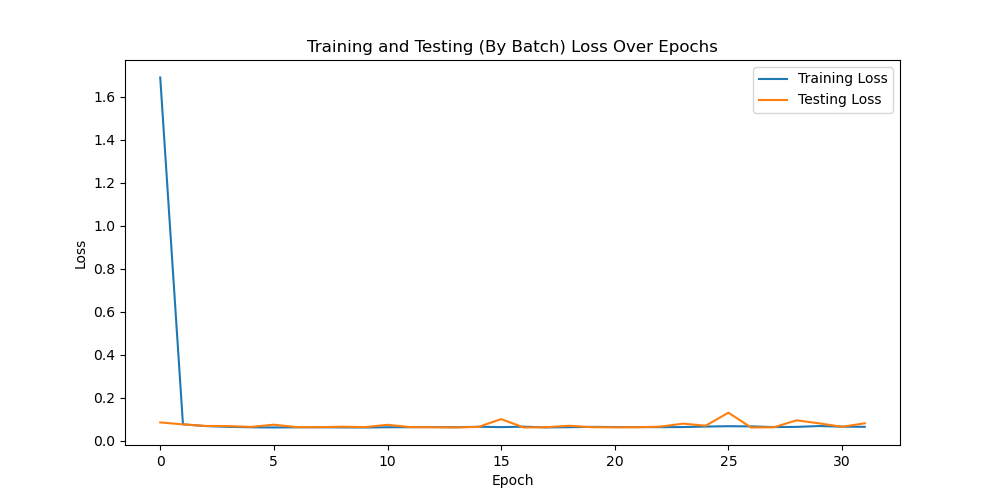 Training and Testing (By Batch) Loss Over Epochs
Training Loss
Testing Loss
1.6
1.4
1.2
1.0
0.8
0.6
0.4
0.2
0.0
Loss
0 5 10 15 20 25 30
Epoch